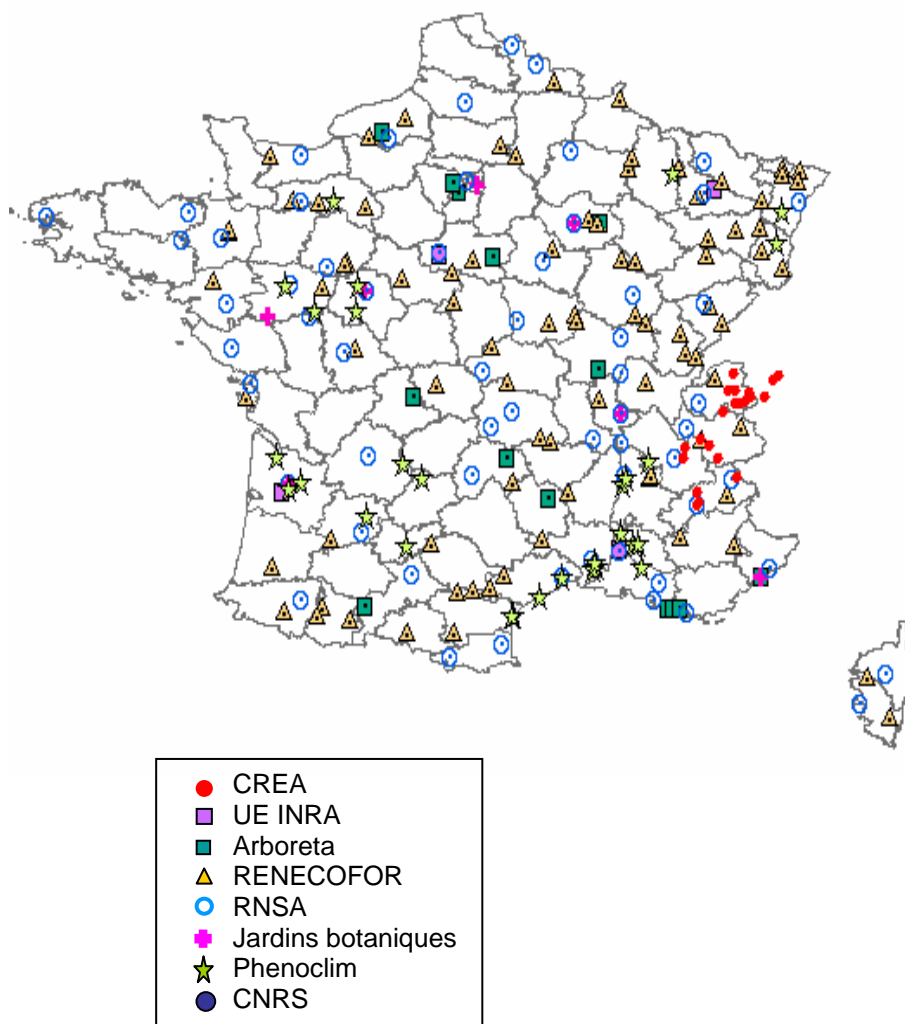 CREA
UE INRA
Arboreta
RENECOFOR
RNSA
Jardins botaniques
Phenoclim
CNRS